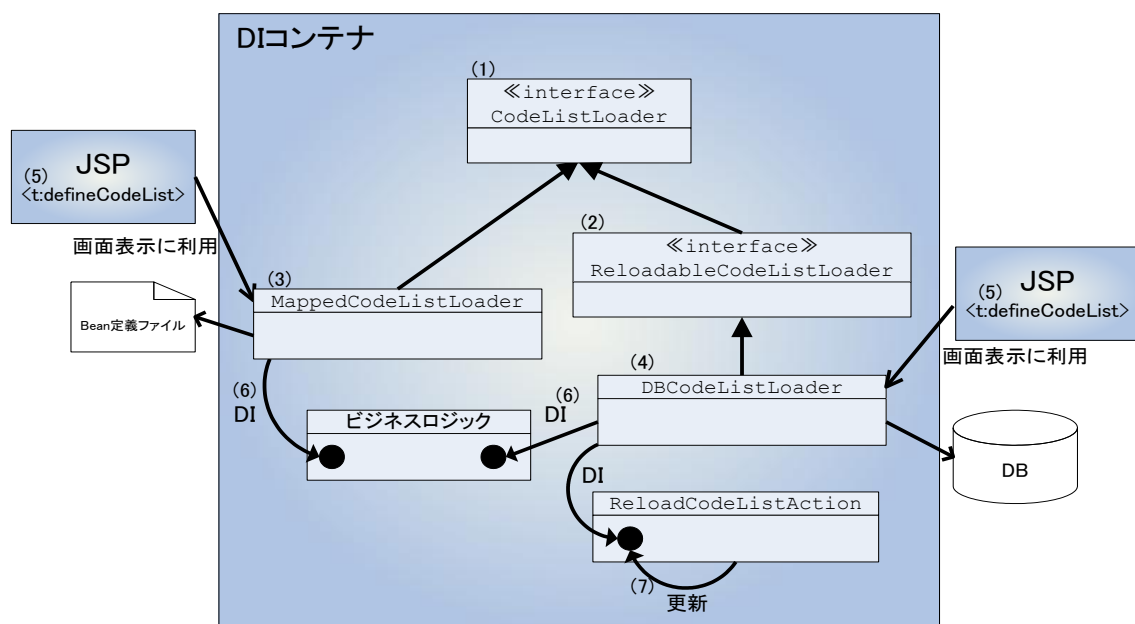 DIコンテナ
(1)
≪interface≫
CodeListLoader
JSP
(5)
<t:defineCodeList>
画面表示に利用
(2)
≪interface≫
ReloadableCodeListLoader
(3)
MappedCodeListLoader
Bean定義ファイル
(5)
JSP
<t:defineCodeList>
画面表示に利用
(4)
DBCodeListLoader
(6)
DI
ビジネスロジック
(6)
DI
DB
DI
ReloadCodeListAction
(7)
更新